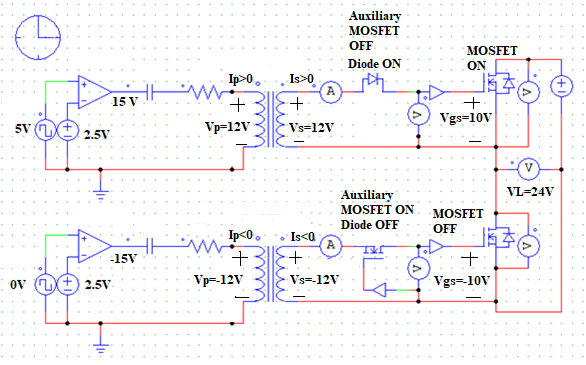 Auxiliary
MOSFET
OFF
Diode ON
MOSFET
ON
Ip>0
Is>0
A
15 V
+
+
+
Vp=12V
Vs=12V
V
Vgs=10V
V
5V
2.5V
V
VL=24V
Auxiliary
MOSFET ON
Diode OFF
MOSFET
OFF
Ip<0
Is<0
A
-15V
+
+
+
0V
2.5V
Vp=-12V
Vs=-12V
V
Vgs=-10V
V